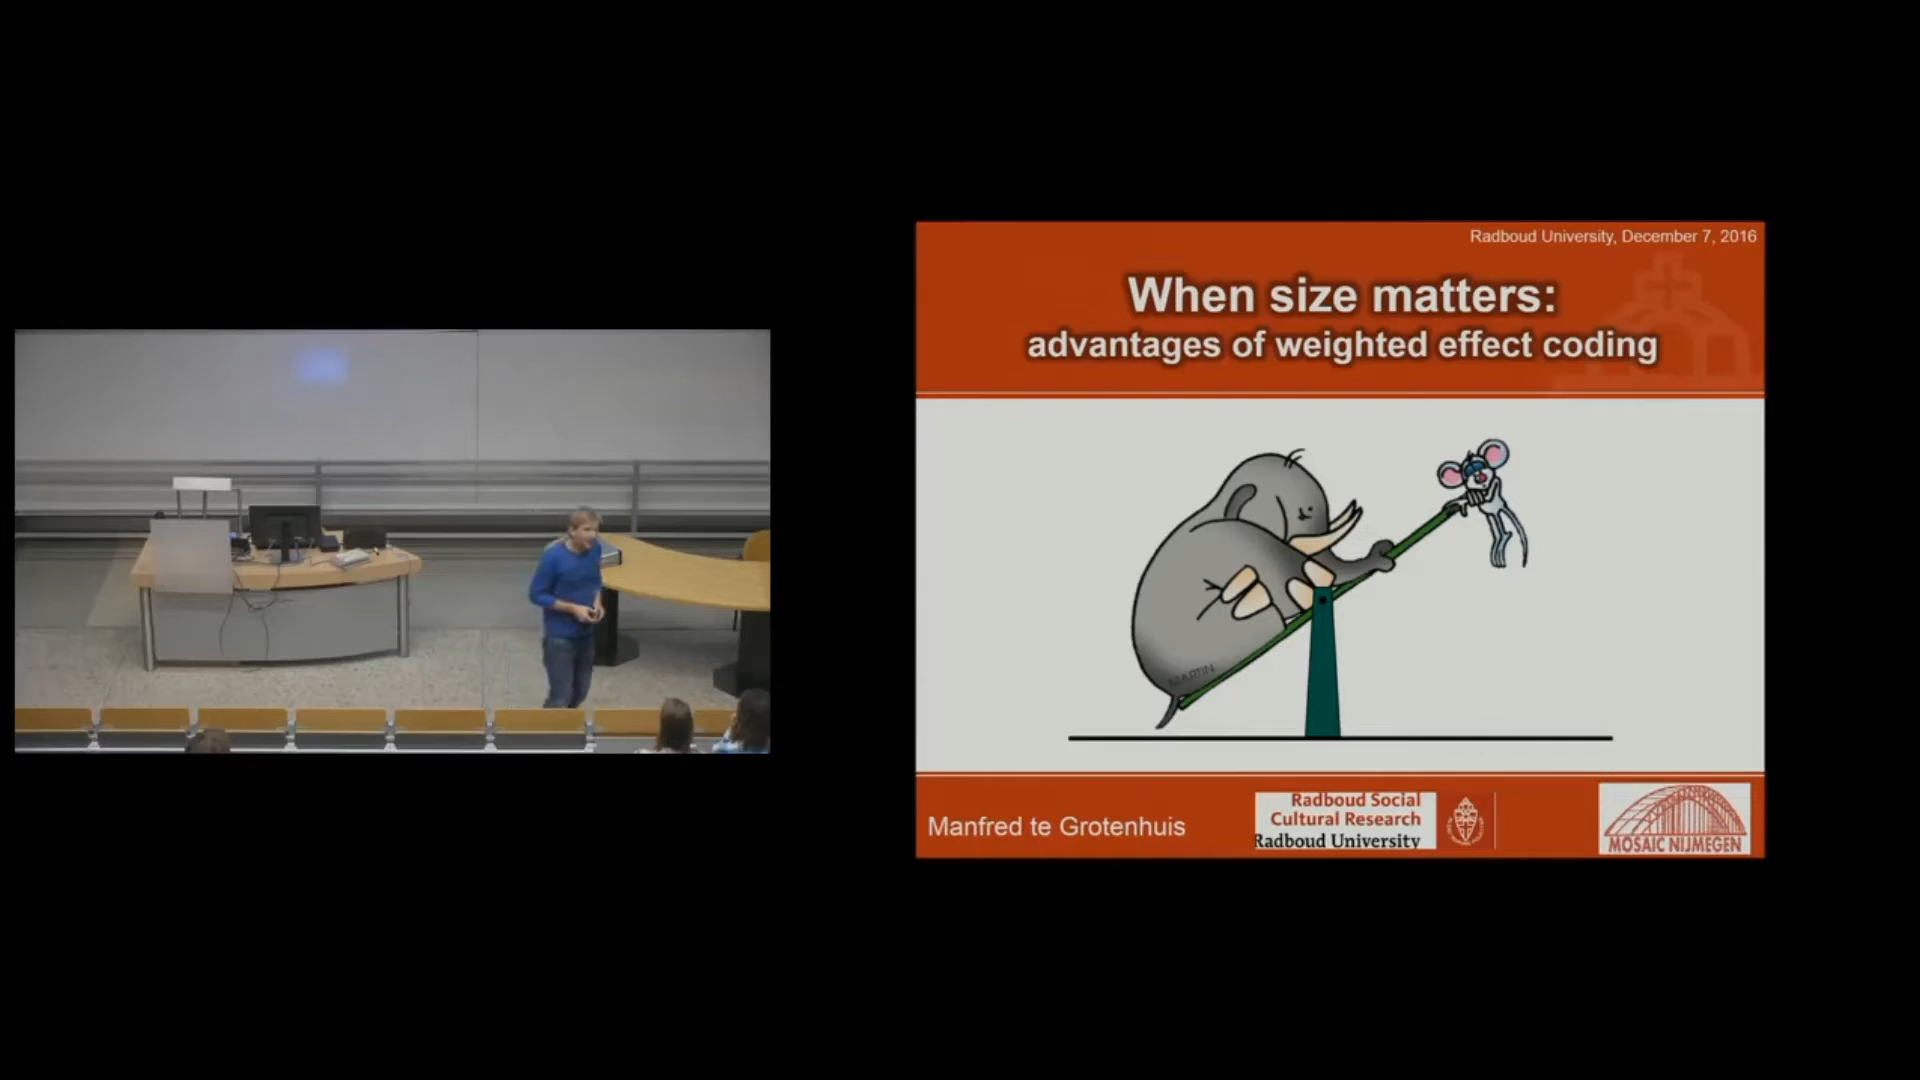 Radboud University, December 7, 2016
When size matters:
advantages of weighted effect coding
MARTIN
Manfred te Grotenhuis
Radboud Social
Cultural Research
Radboud University
MOSAIC NIJMEGEN